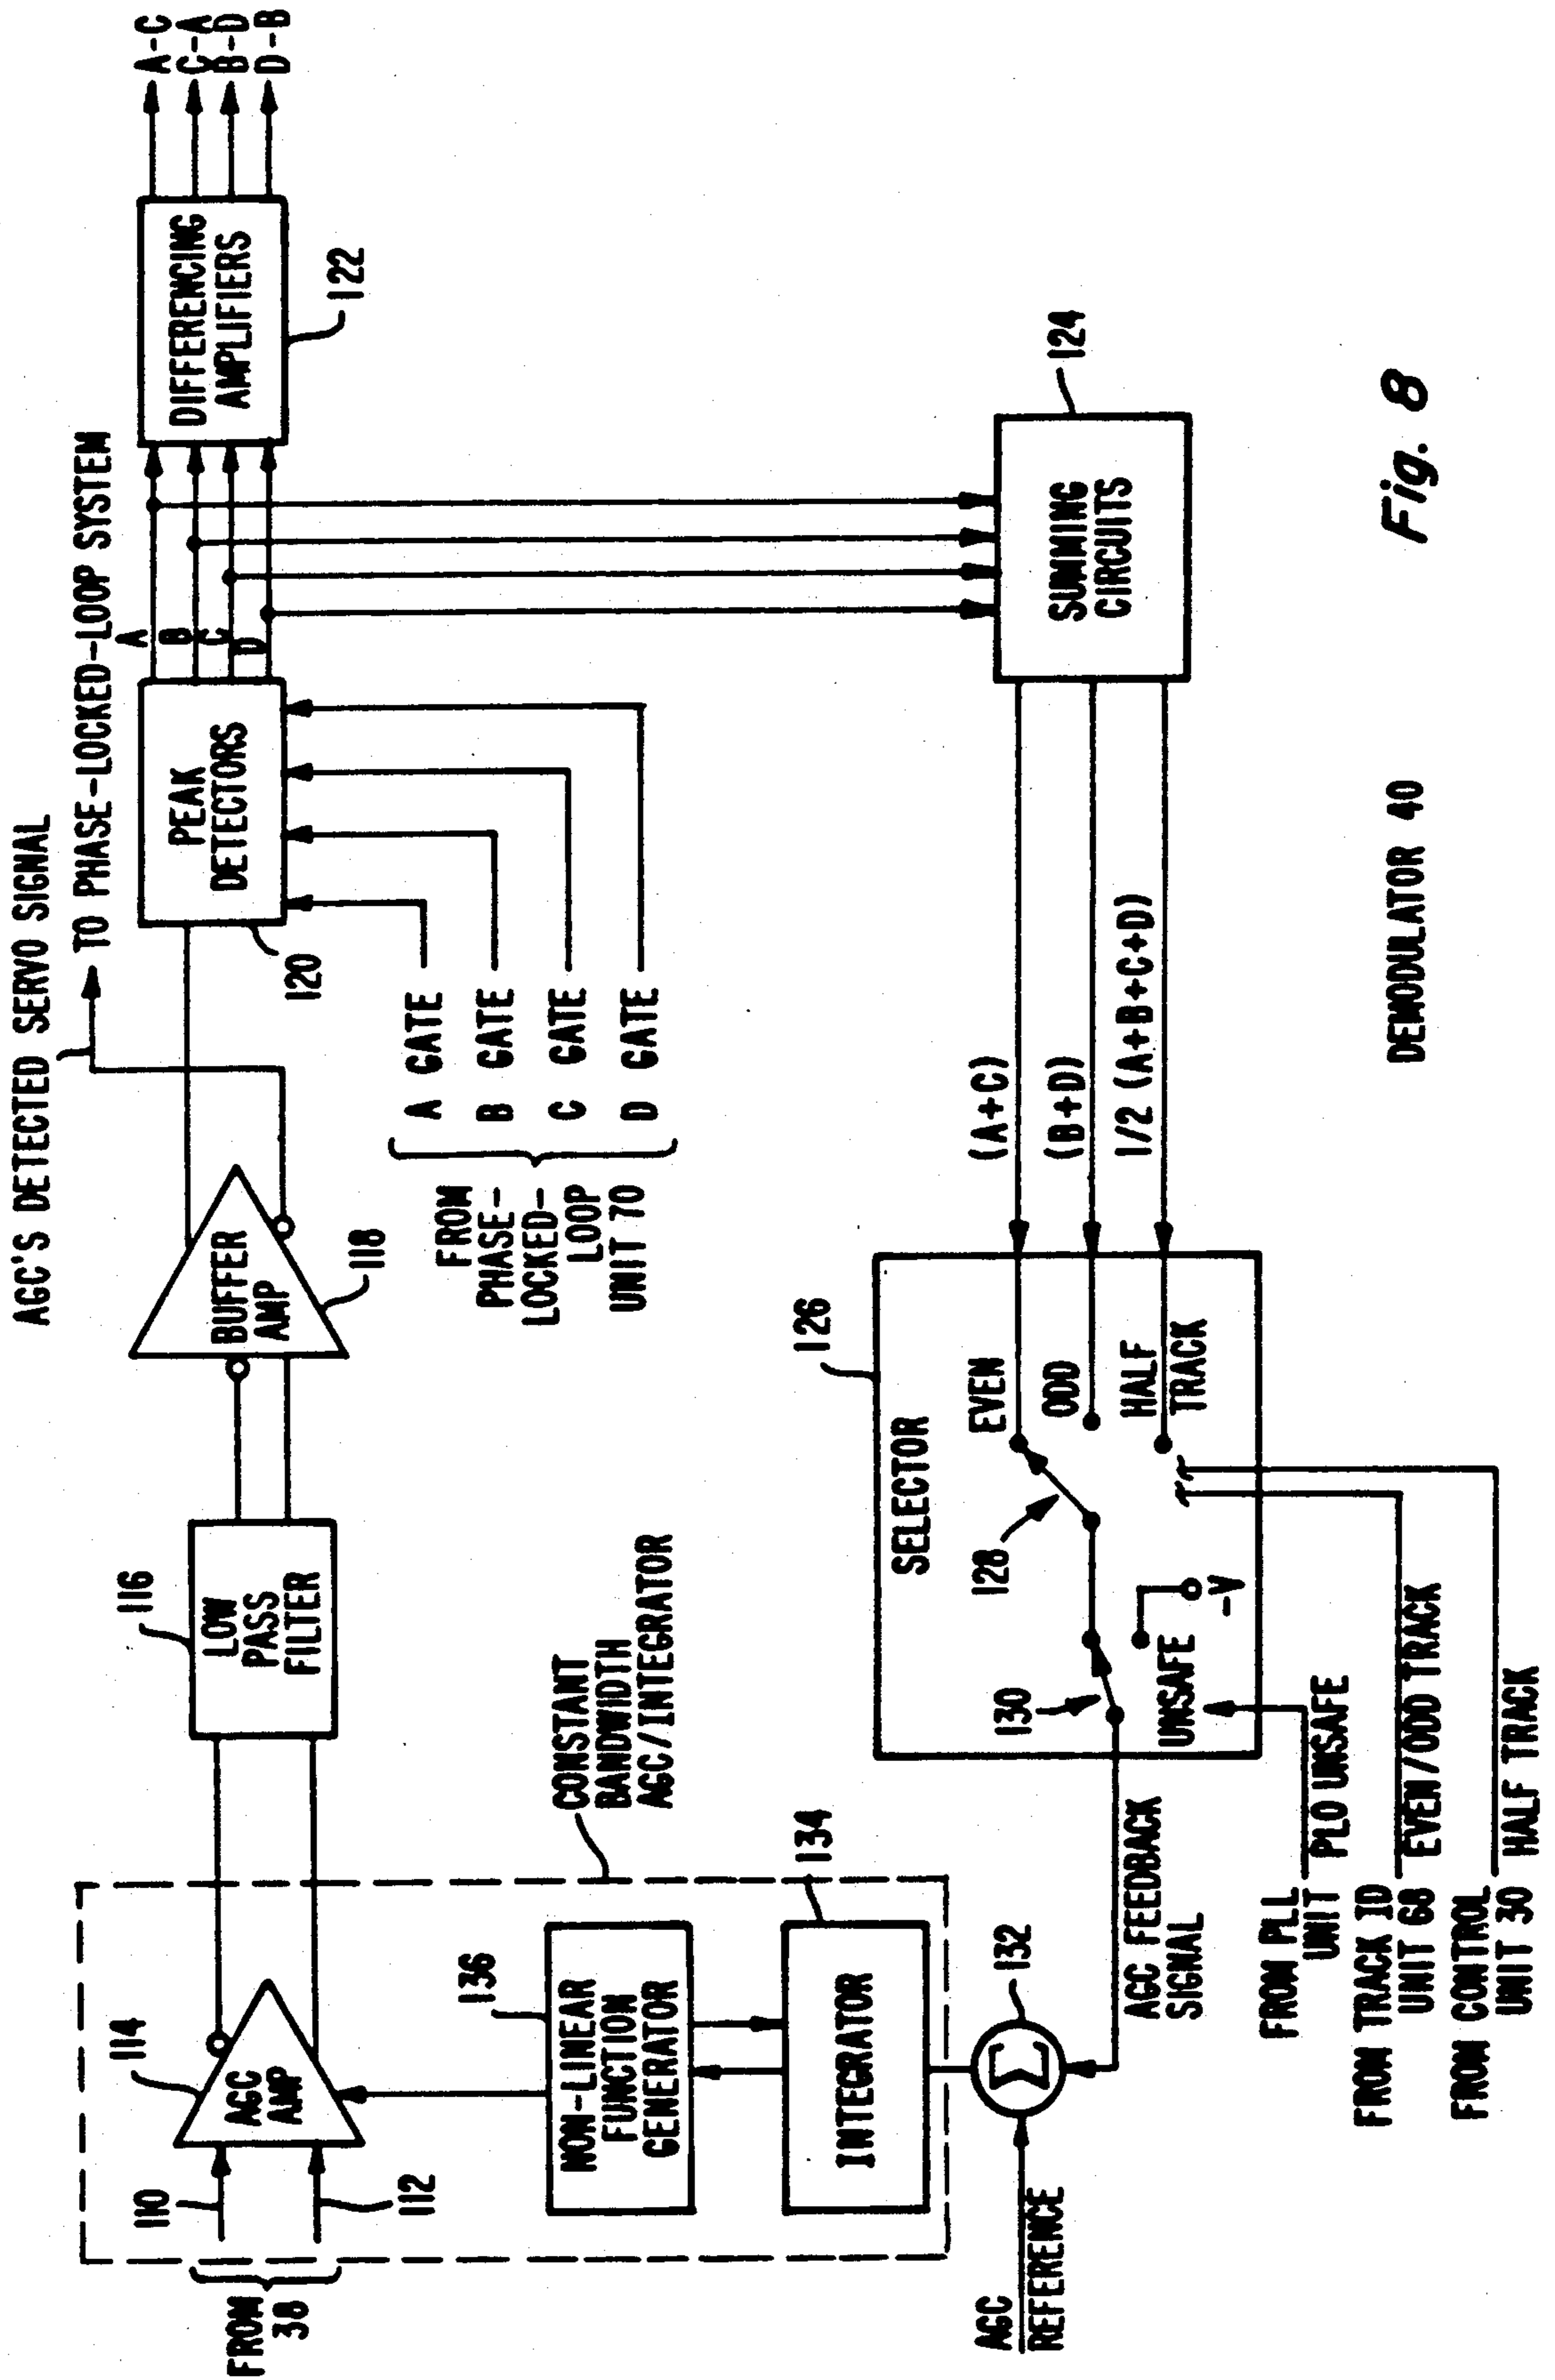 FROM
38
110
112
114
AGC
AMP
116
LOW
PASS
FILTER
BUFFER
AMP
118
AGC'S DETECTED SERVO SIGNAL
TO PHASE-LOCKED-LOOP SYSTEM
120
PEAK
DETECTORS
A
B
C
D
DIFFERENCING
AMPLIFIERS
122
A-C
C-A
B-D
D-B
FROM
PHASE-
LOCKED-
LOOP
UNIT 70
A GATE
B GATE
C GATE
D GATE
136
NON-LINEAR
FUNCTION
GENERATOR
134
INTEGRATOR
CONSTANT
BANDWIDTH
AGC/INTEGRATOR
AGC
REFERENCE
132
Σ
AGC FEEDBACK
SIGNAL
126
SELECTOR
128
130
EVEN
ODD
HALF
TRACK
UNSAFE
-V
(A+C)
(B+D)
1/2 (A+B+C+D)
124
SUMMING
CIRCUITS
FROM PLL
UNIT
PLO UNSAFE
FROM TRACK ID
UNIT 68
EVEN/ODD TRACK
FROM CONTROL
UNIT 30
HALF TRACK
DEMODULATOR 40
Fig. 8